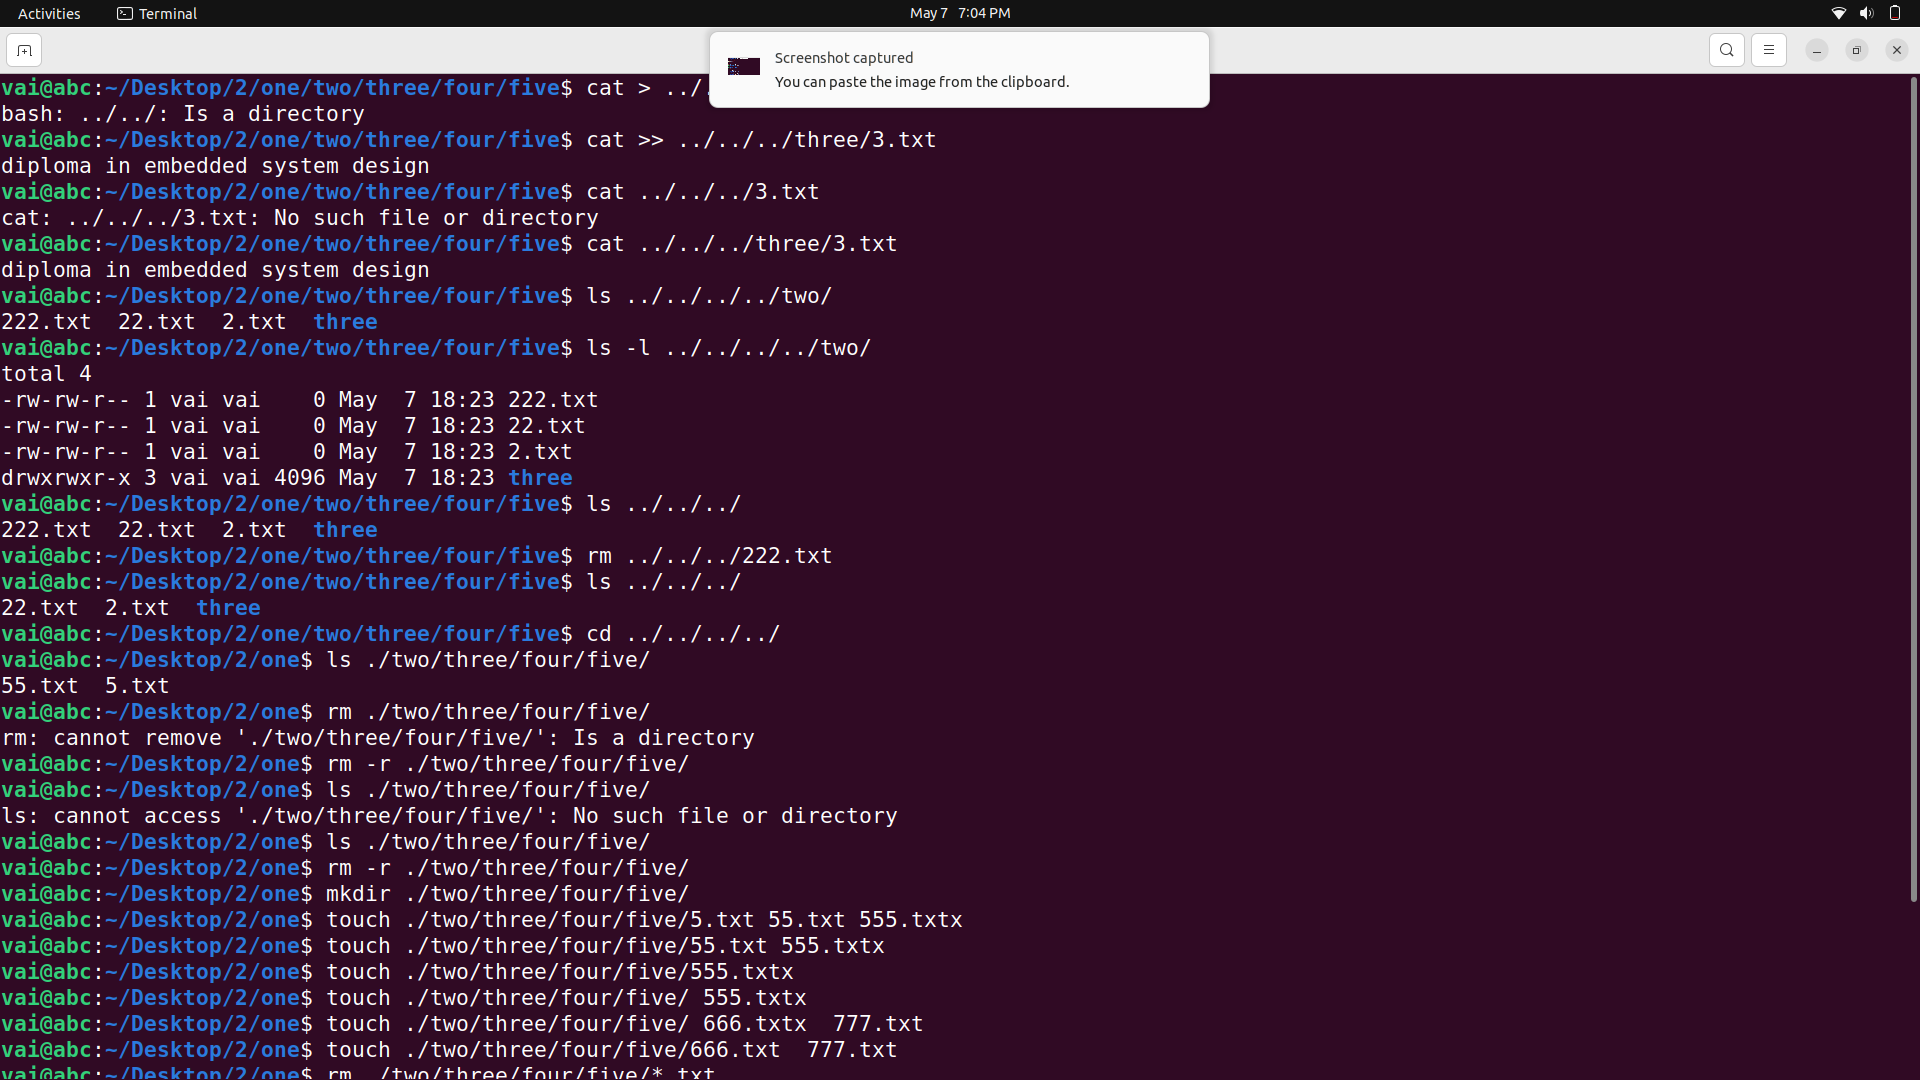 Activities Terminal May 7 7:04 PM
Screenshot captured
You can paste the image from the clipboard.
vai@abc:~/Desktop/2/one/two/three/four/five$ cat > ../.
bash: ../../: Is a directory
vai@abc:~/Desktop/2/one/two/three/four/five$ cat >> ../../../three/3.txt
diploma in embedded system design
vai@abc:~/Desktop/2/one/two/three/four/five$ cat ../../../3.txt
cat: ../../../3.txt: No such file or directory
vai@abc:~/Desktop/2/one/two/three/four/five$ cat ../../../three/3.txt
diploma in embedded system design
vai@abc:~/Desktop/2/one/two/three/four/five$ ls ../../../../two/
222.txt  22.txt  2.txt  three
vai@abc:~/Desktop/2/one/two/three/four/five$ ls -l ../../../../two/
total 4
-rw-rw-r-- 1 vai vai    0 May  7 18:23 222.txt
-rw-rw-r-- 1 vai vai    0 May  7 18:23 22.txt
-rw-rw-r-- 1 vai vai    0 May  7 18:23 2.txt
drwxrwxr-x 3 vai vai 4096 May  7 18:23 three
vai@abc:~/Desktop/2/one/two/three/four/five$ ls ../../../
222.txt  22.txt  2.txt  three
vai@abc:~/Desktop/2/one/two/three/four/five$ rm ../../../222.txt
vai@abc:~/Desktop/2/one/two/three/four/five$ ls ../../../
22.txt  2.txt  three
vai@abc:~/Desktop/2/one/two/three/four/five$ cd ../../../../
vai@abc:~/Desktop/2/one$ ls ./two/three/four/five/
55.txt  5.txt
vai@abc:~/Desktop/2/one$ rm ./two/three/four/five/
rm: cannot remove './two/three/four/five/': Is a directory
vai@abc:~/Desktop/2/one$ rm -r ./two/three/four/five/
vai@abc:~/Desktop/2/one$ ls ./two/three/four/five/
ls: cannot access './two/three/four/five/': No such file or directory
vai@abc:~/Desktop/2/one$ ls ./two/three/four/five/
vai@abc:~/Desktop/2/one$ rm -r ./two/three/four/five/
vai@abc:~/Desktop/2/one$ mkdir ./two/three/four/five/
vai@abc:~/Desktop/2/one$ touch ./two/three/four/five/5.txt 55.txt 555.txtx
vai@abc:~/Desktop/2/one$ touch ./two/three/four/five/55.txt 555.txtx
vai@abc:~/Desktop/2/one$ touch ./two/three/four/five/555.txtx
vai@abc:~/Desktop/2/one$ touch ./two/three/four/five/ 555.txtx
vai@abc:~/Desktop/2/one$ touch ./two/three/four/five/ 666.txtx  777.txt
vai@abc:~/Desktop/2/one$ touch ./two/three/four/five/666.txt  777.txt
vai@abc:~/Desktop/2/one$ rm ./two/three/four/five/*.txt